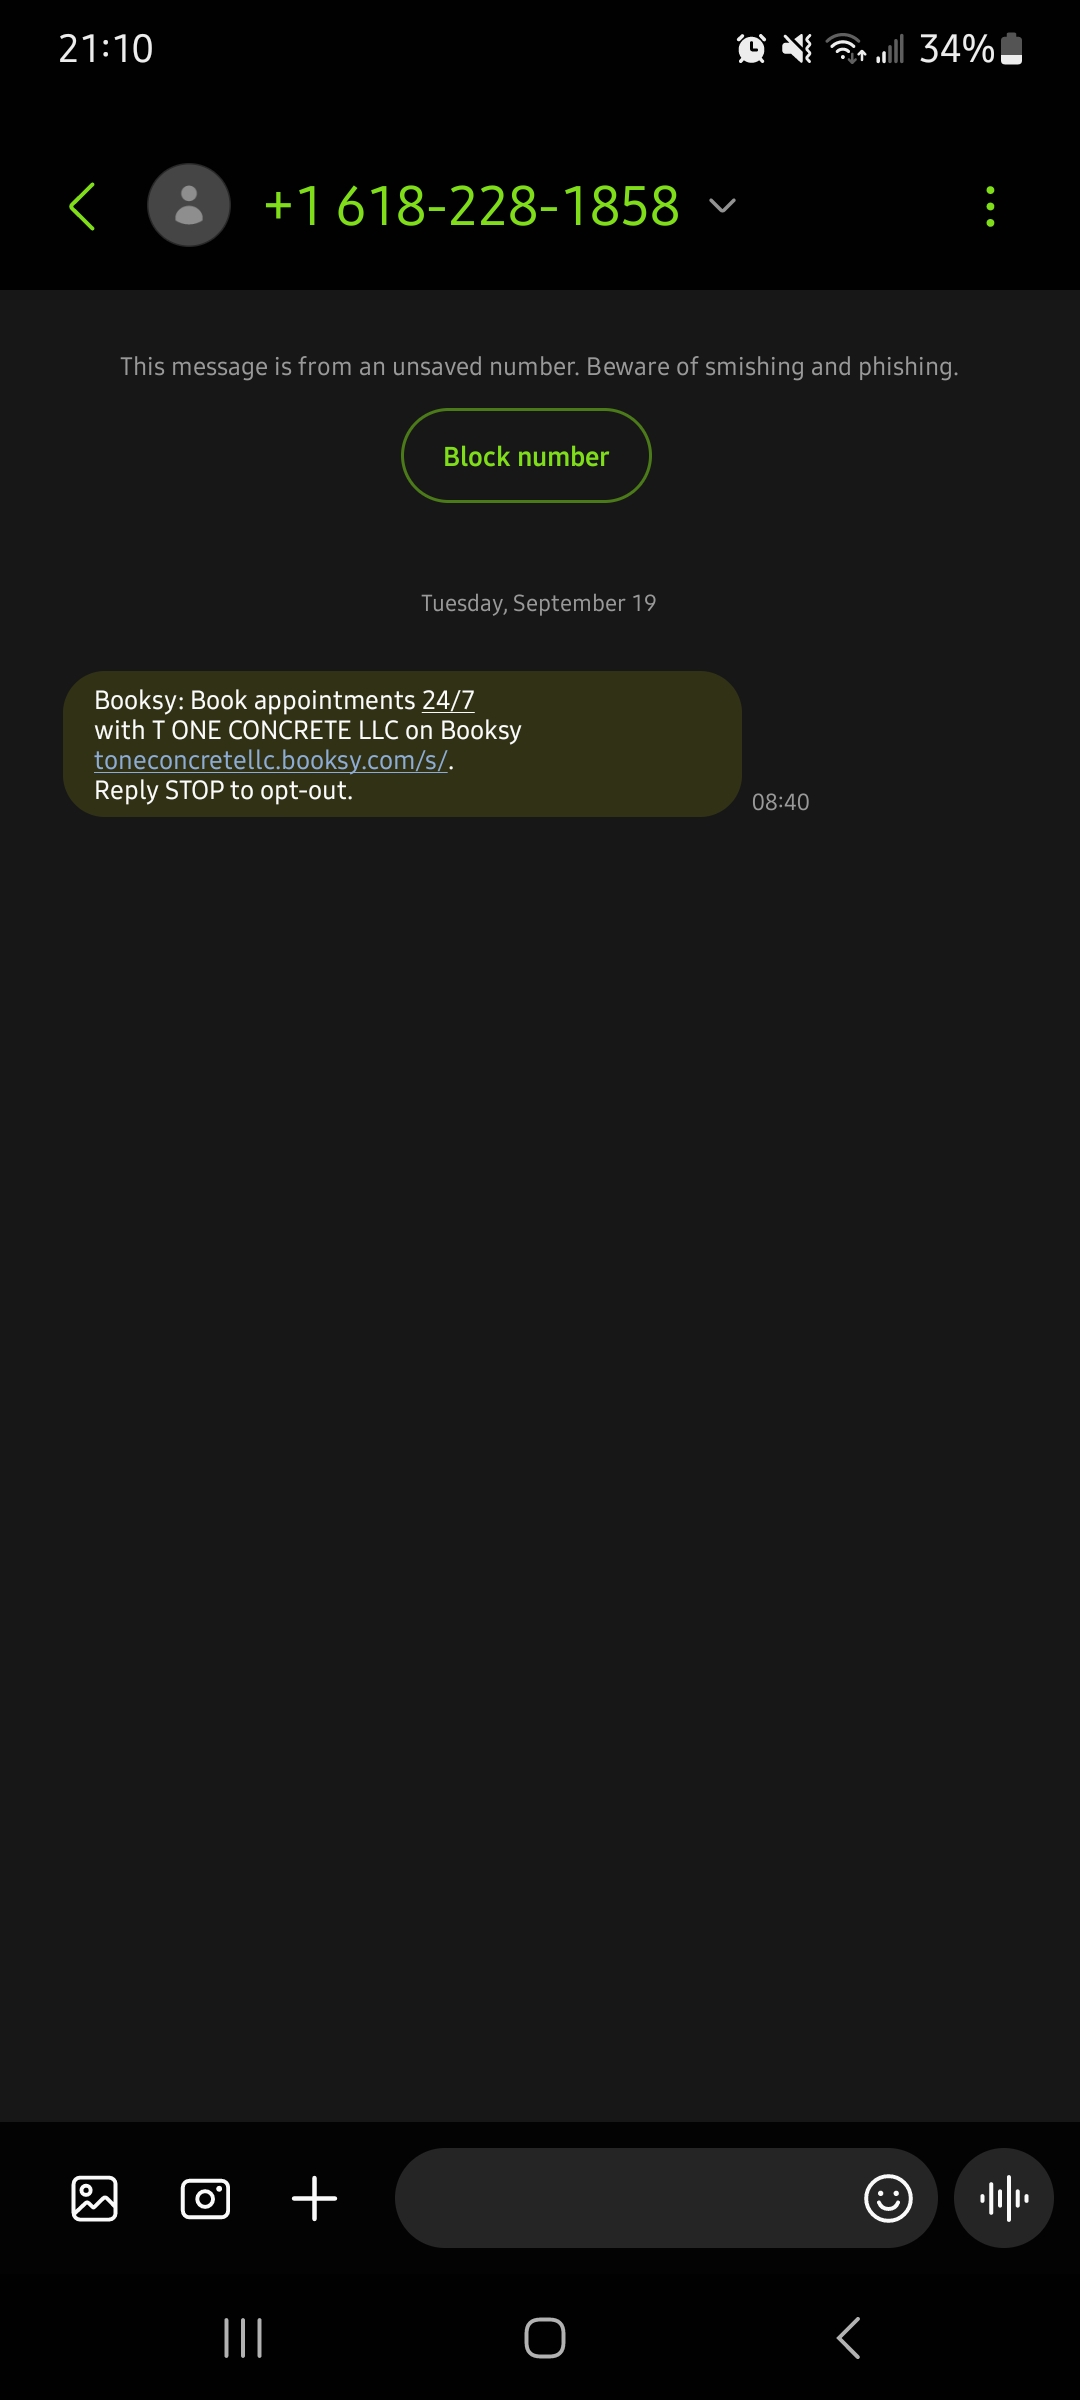 21:10
34%
+1 618-228-1858
This message is from an unsaved number. Beware of smishing and phishing.
Block number
Tuesday, September 19
Booksy: Book appointments 24/7
with T ONE CONCRETE LLC on Booksy
toneconcretellc.booksy.com/s/.
Reply STOP to opt-out.
08:40